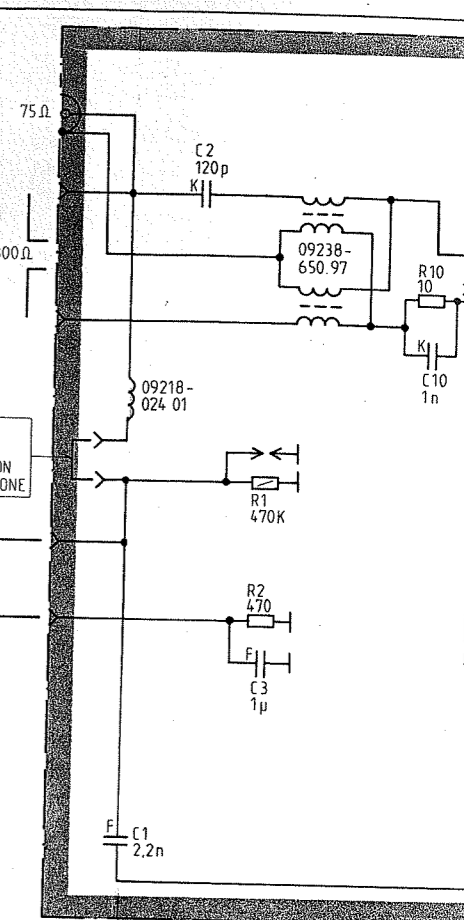 75Ω
C2
120p
K
00Ω
09238-
650.97
R10
10
K
C10
1n
09218-
024 01
ON
ONE
R1
470K
R2
470
F
C3
1µ
F
C1
2,2n